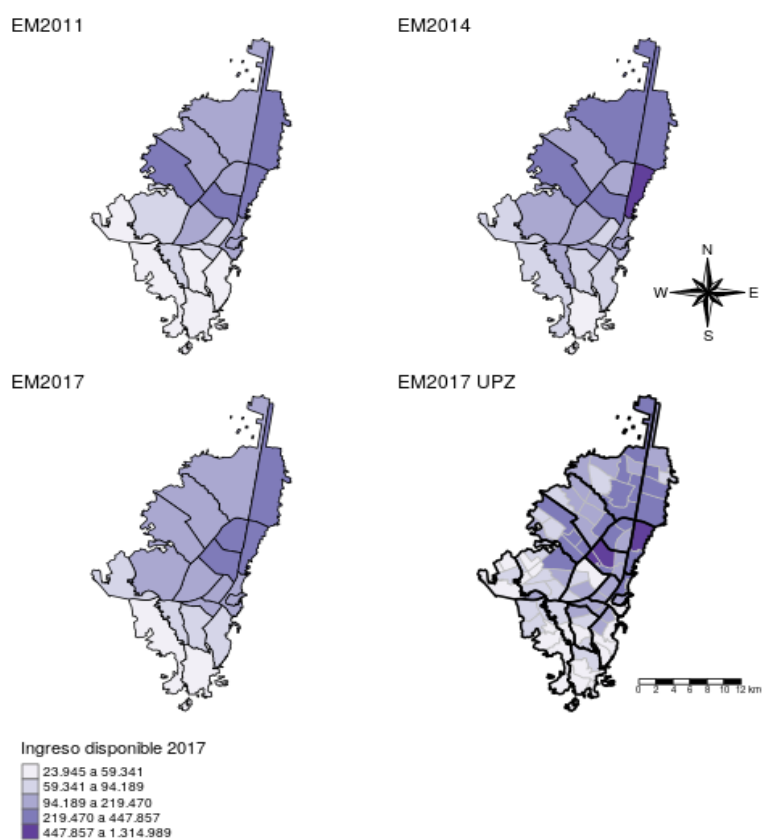 EM2011
EM2014
N
W E
S
EM2017
EM2017 UPZ
0 2 4 6 8 10 12 km
Ingreso disponible 2017
23.945 a 59.341
59.341 a 94.189
94.189 a 219.470
219.470 a 447.857
447.857 a 1.314.989